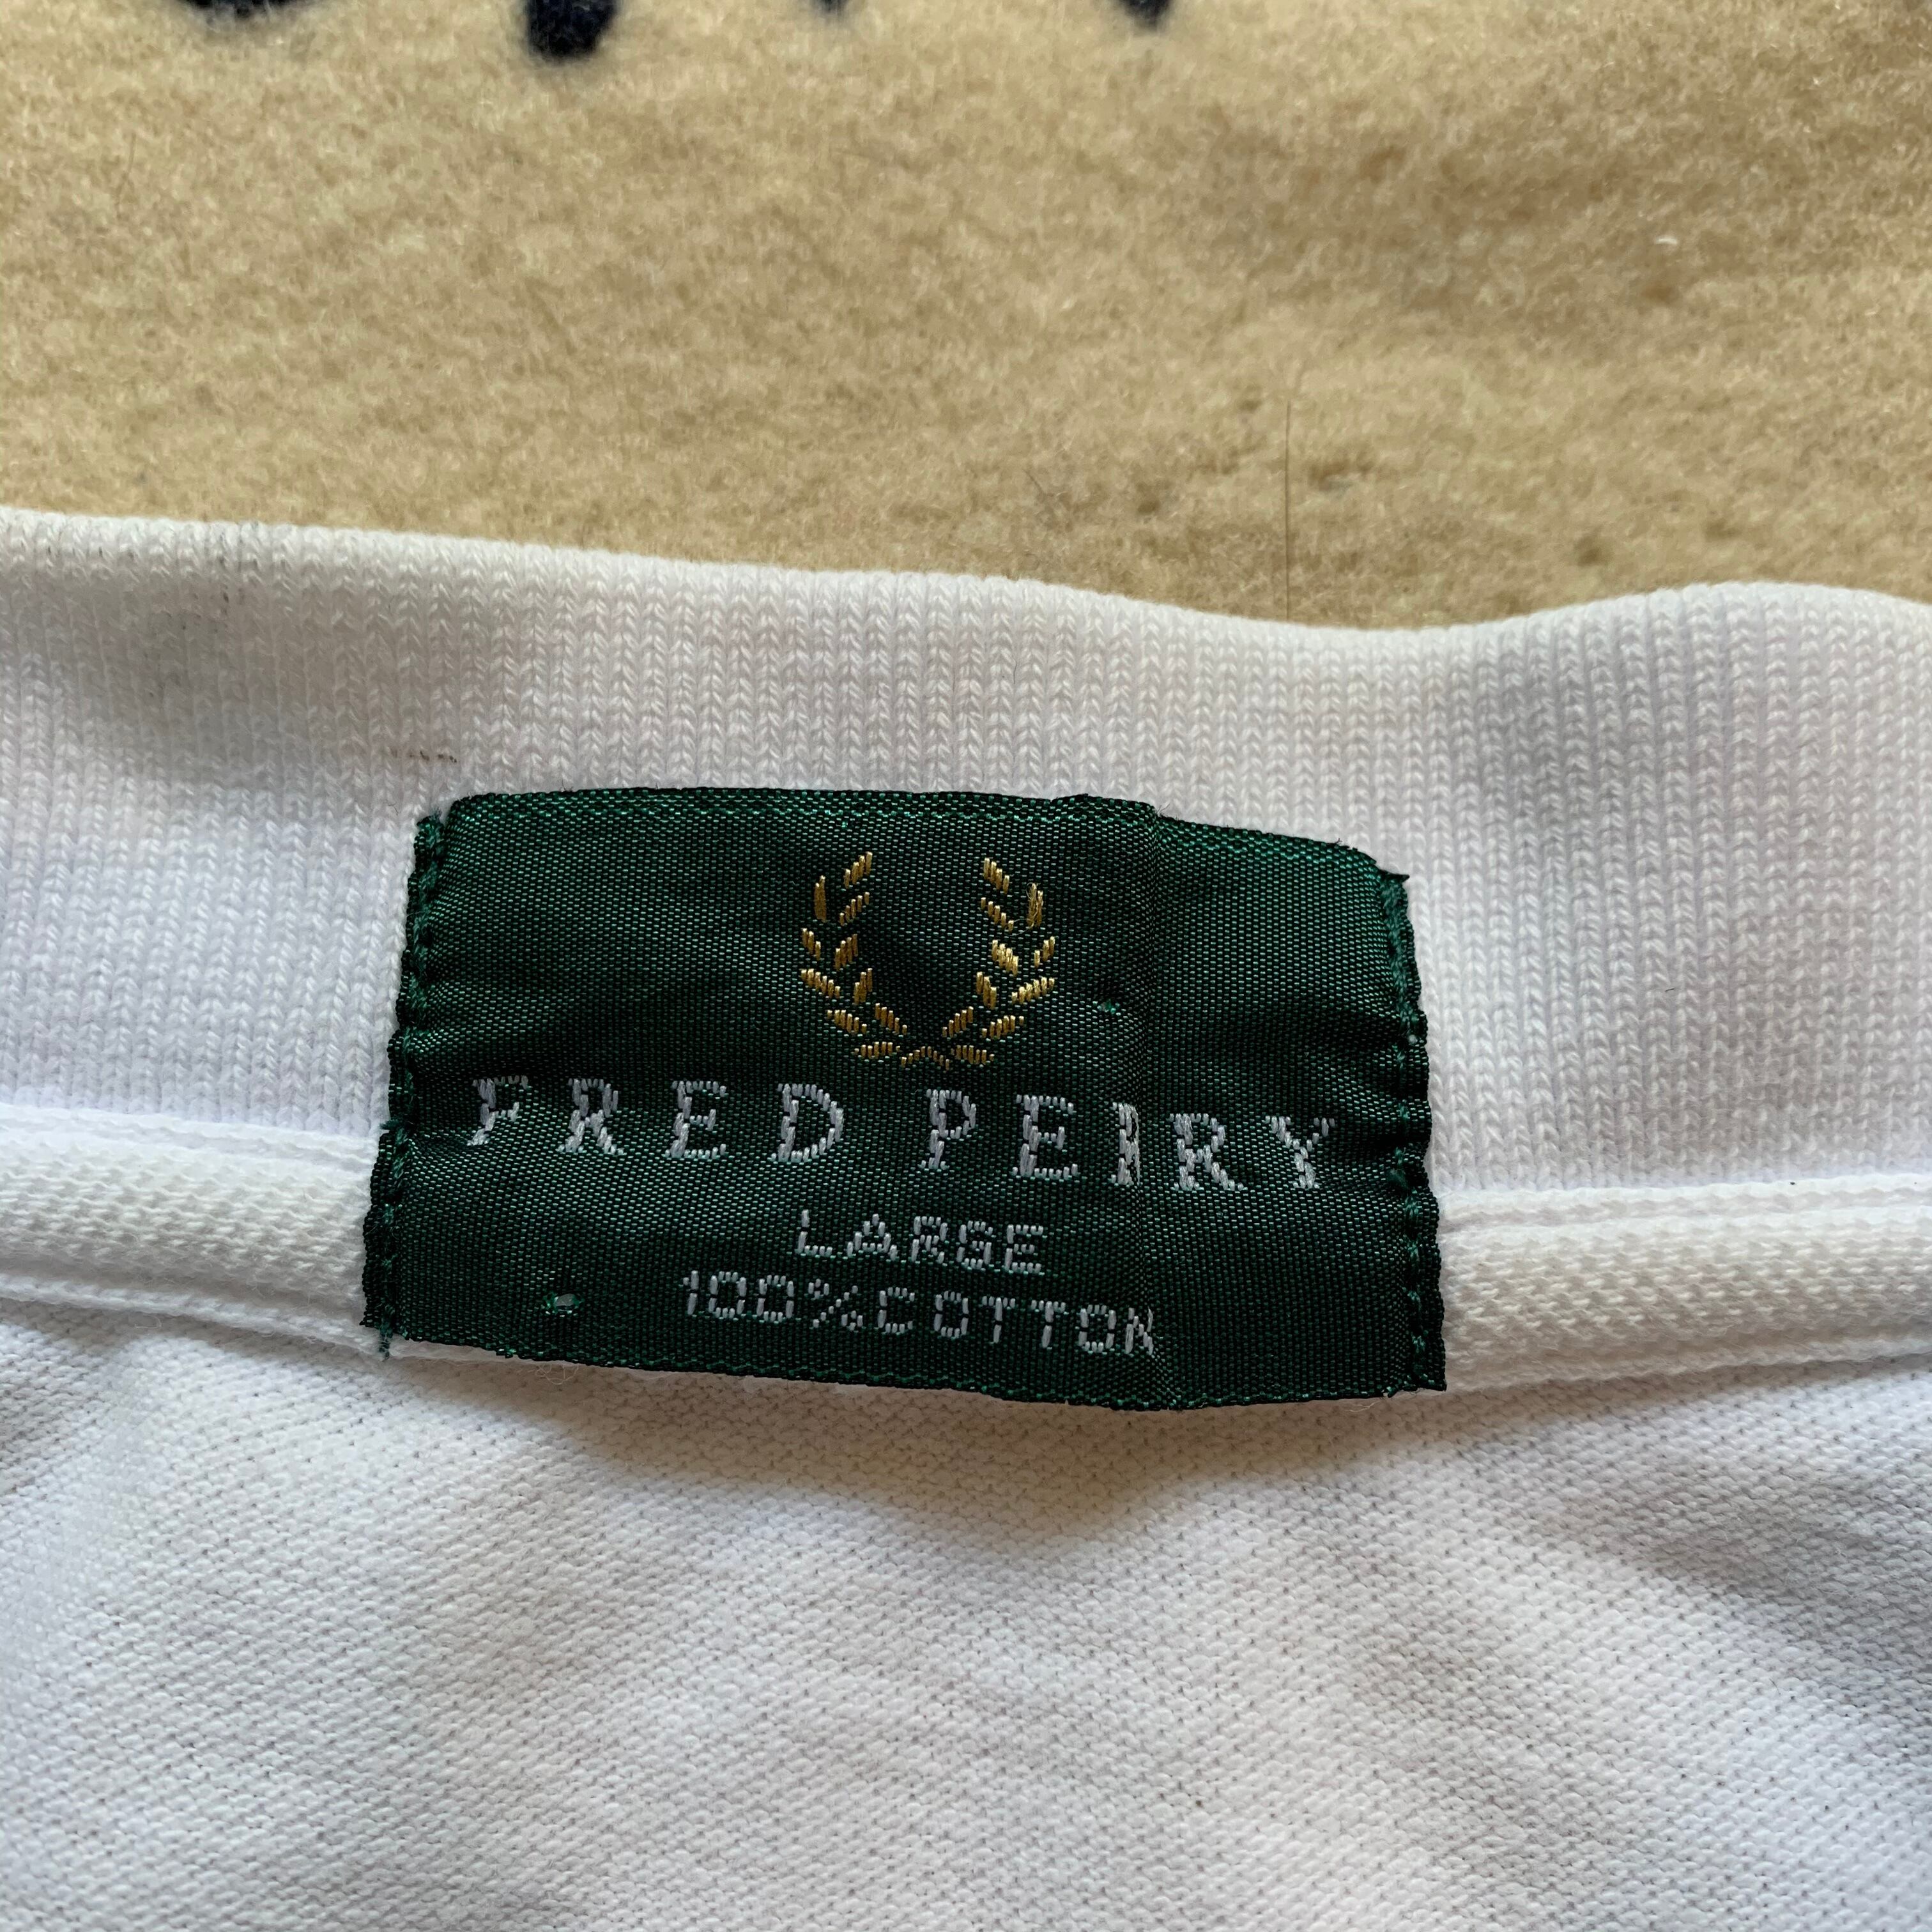 FRED PERRY
LARGE
100% COTTON